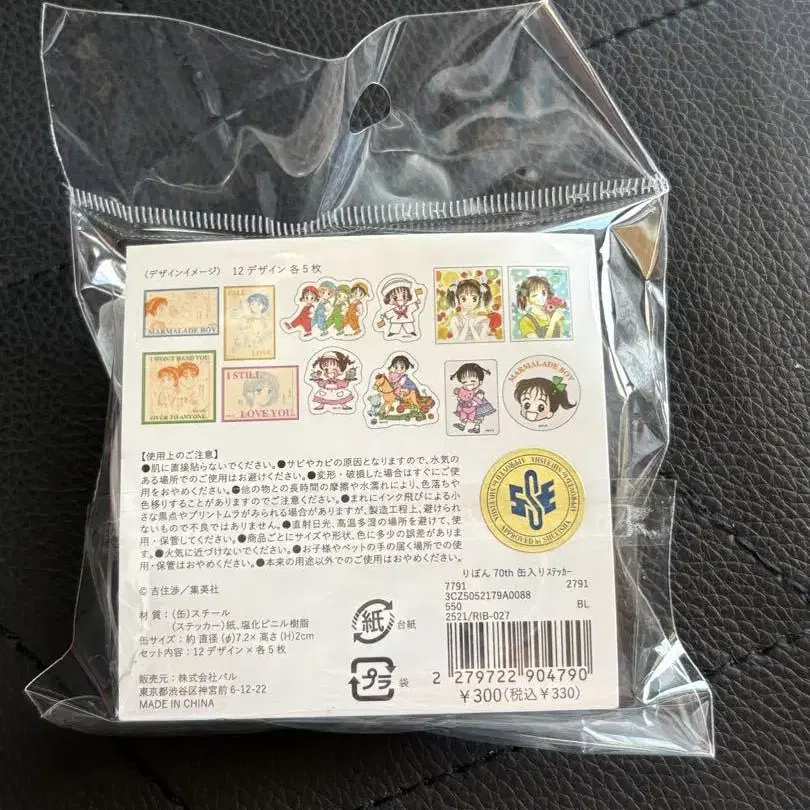 〈デザインイメージ〉 12デザイン 各5枚
MARMALADE BOY
LOVE
I WON'T HAND YOU
OVER TO ANYONE.
I STILL
LOVE YOU.
MARMALADE BOY
【使用上のご注意】
●肌に直接貼らないでください。●サビやカビの原因となりますので、水気の
ある場所でのご使用はお避けください。●変形・破損した場合はすぐにご使
用をおやめください。●他の物との長時間の摩擦や水濡れにより、色落ちや
色移りすることがありますのでご注意ください。●まれにインク飛びによる小
さな黒点やプリントムラがみられる場合がありますが、製造工程上、避けられ
ないもので不良ではありません。●直射日光、高温多湿の場所を避けて、使
用・保管してください。●商品ごとにサイズや形状、色に多少の誤差がありま
す。●火気に近づけないでください。●お子様やペットの手の届く場所での使
用・保管はおやめください。●本来の用途以外でのご使用はおやめください。
APPROVED by SHUEISHA
© 吉住渉／集英社
りぼん 70th 缶入りステッカー
7791 2791
3CZ5052179A0088
550 BL
2521/RIB-027
材 質：(缶)スチール
(ステッカー)紙、塩化ビニル樹脂
缶サイズ：約 直径(φ)7.2× 高さ(H)2cm
セット内容：12デザイン×各5枚
紙 台紙
プラ 袋
販売元：株式会社パル
東京都渋谷区神宮前 6-12-22
MADE IN CHINA
2 279722 904790
¥300(税込¥330)